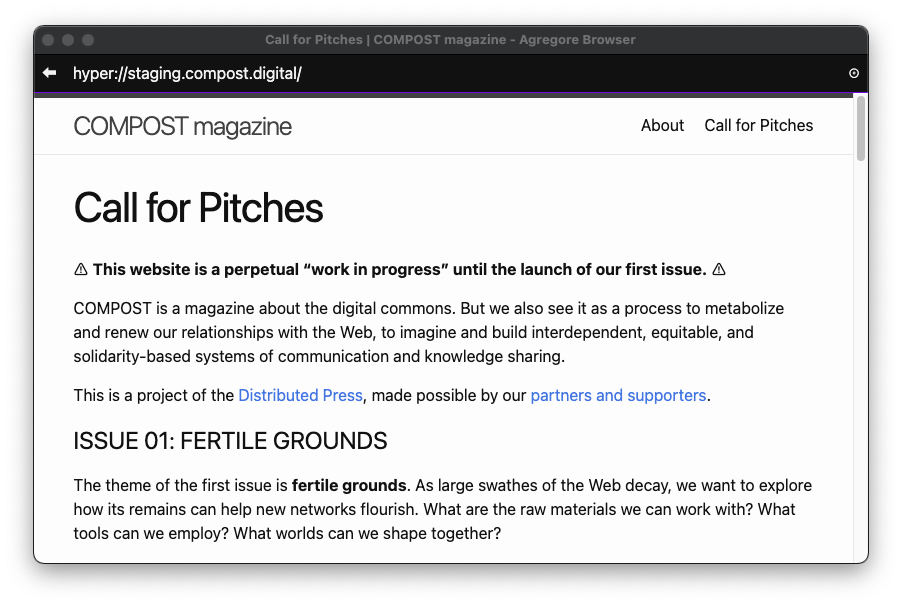 Call for Pitches | COMPOST magazine - Agregore Browser
hyper://staging.compost.digital/
COMPOST magazine
About
Call for Pitches
Call for Pitches
⚠ This website is a perpetual “work in progress” until the launch of our first issue. ⚠
COMPOST is a magazine about the digital commons. But we also see it as a process to metabolize
and renew our relationships with the Web, to imagine and build interdependent, equitable, and
solidarity-based systems of communication and knowledge sharing.
This is a project of the Distributed Press, made possible by our partners and supporters.
ISSUE 01: FERTILE GROUNDS
The theme of the first issue is fertile grounds. As large swathes of the Web decay, we want to explore
how its remains can help new networks flourish. What are the raw materials we can work with? What
tools can we employ? What worlds can we shape together?